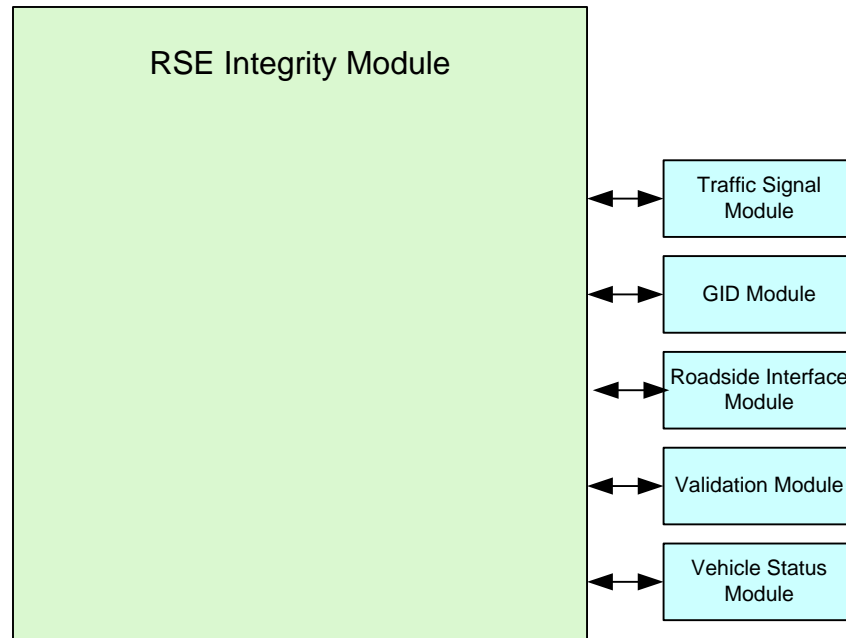 RSE Integrity Module
Traffic Signal
Module
GID Module
Roadside Interface
Module
Validation Module
Vehicle Status
Module